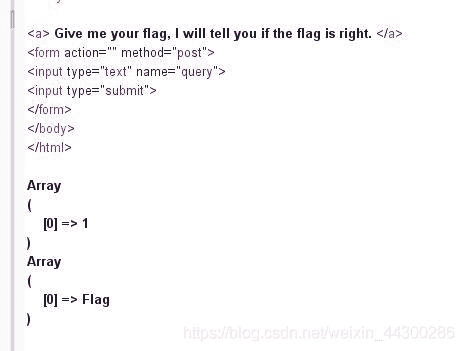 <a> Give me your flag, I will tell you if the flag is right. </a>
<form action="" method="post">
<input type="text" name="query">
<input type="submit">
</form>
</body>
</html>
Array
(
[0] => 1
)
Array
(
[0] => Flag
)
https://blog.csdn.net/weixin_44300286